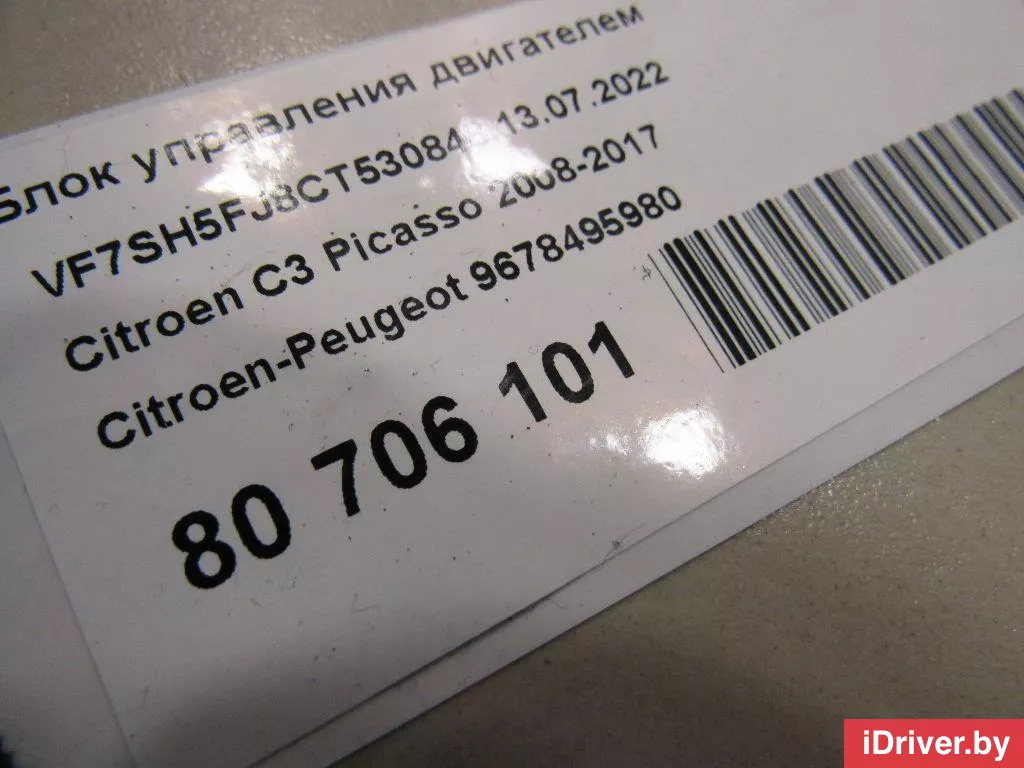 Блок управления двигателем
13.07.2022
Citroen C3 Picasso 2008-2017
Citroen-Peugeot 9678495980
80 706 101
iDriver.by